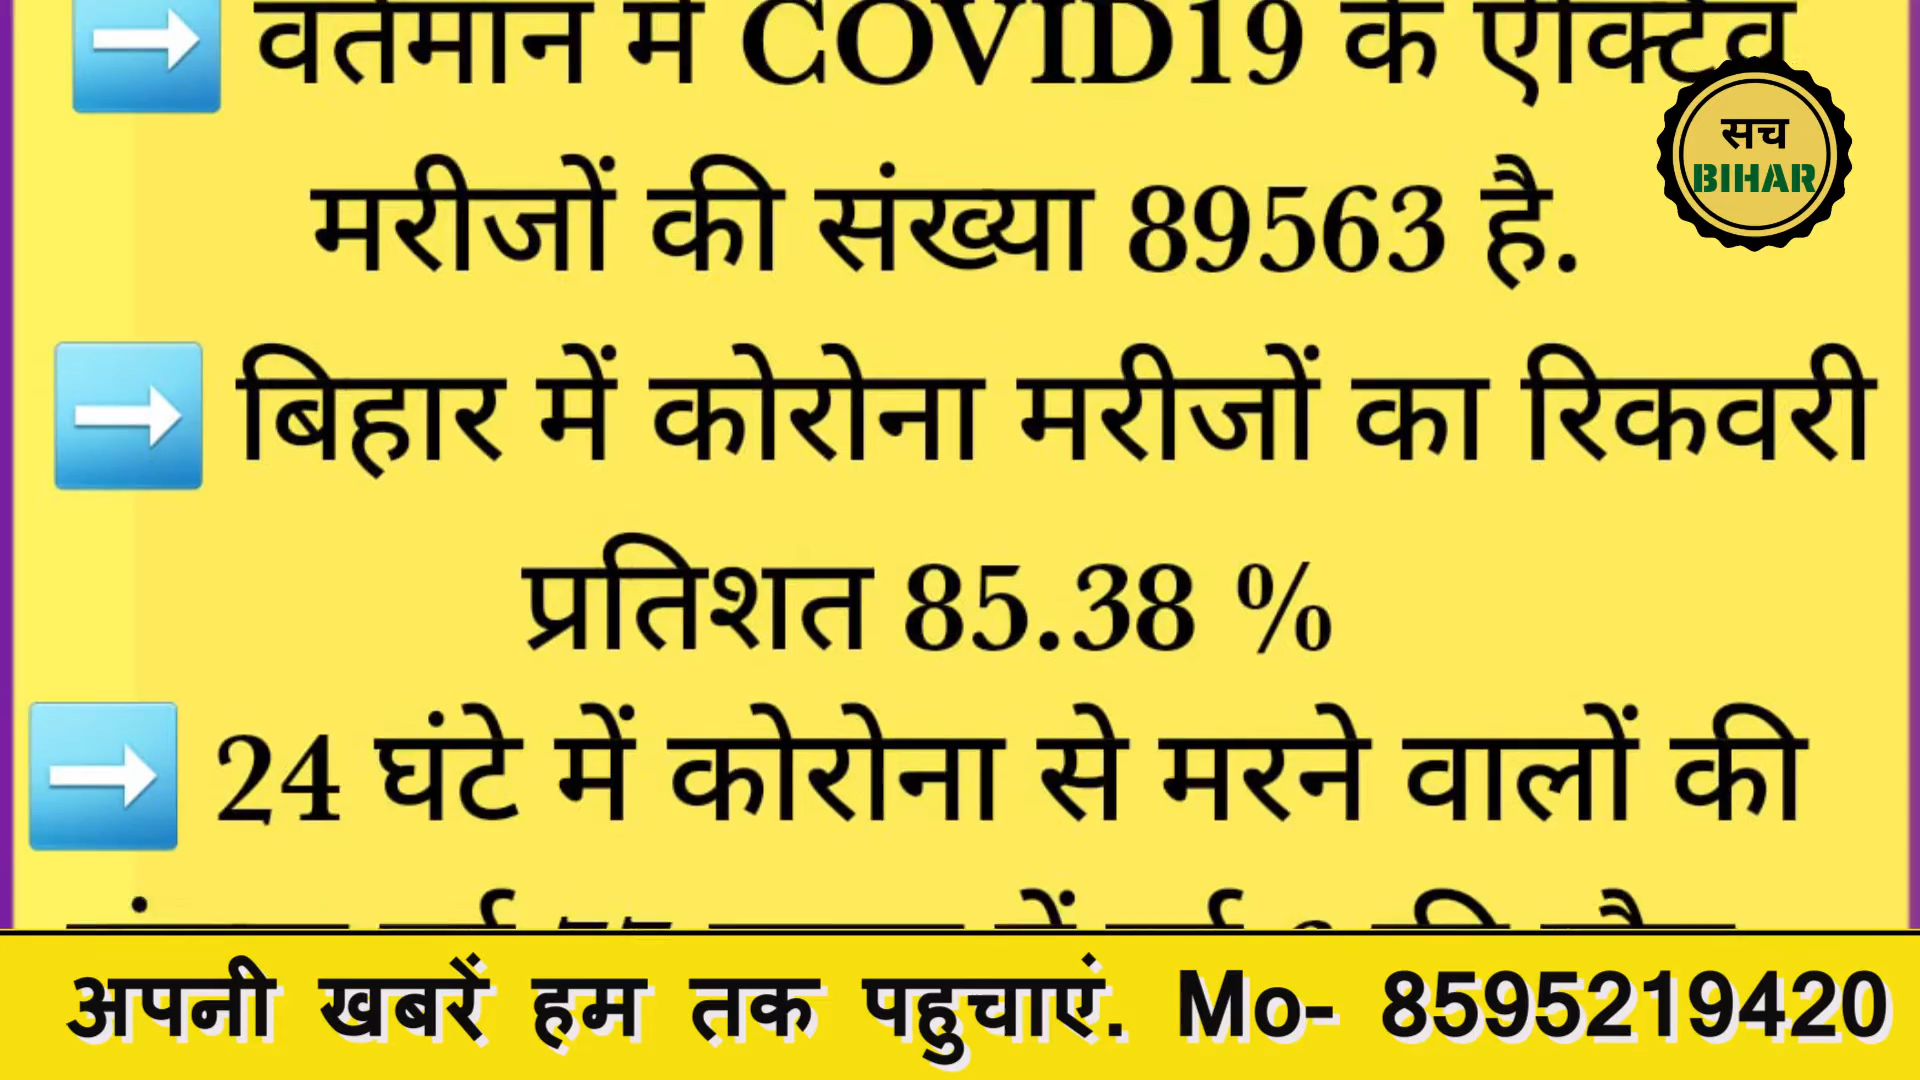 वर्तमान में COVID19 के एक्टिव
सच
BIHAR
मरीजों की संख्या 89563 है.
बिहार में कोरोना मरीजों का रिकवरी
प्रतिशत 85.38 %
24 घंटे में कोरोना से मरने वालों की
अपनी खबरें हम तक पहुचाएं. Mo- 8595219420